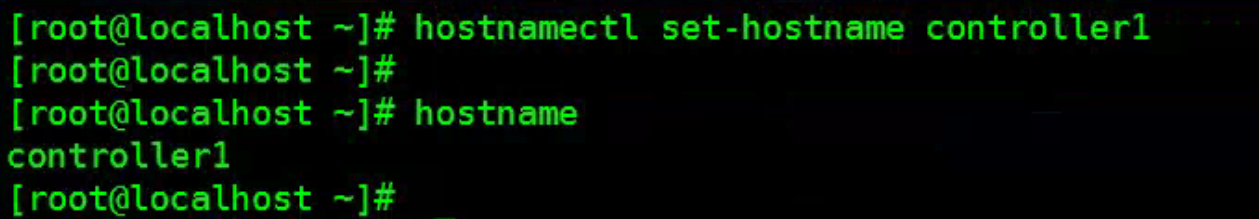 [root@localhost ~]# hostnamectl set-hostname controller1
[root@localhost ~]#
[root@localhost ~]# hostname
controller1
[root@localhost ~]#